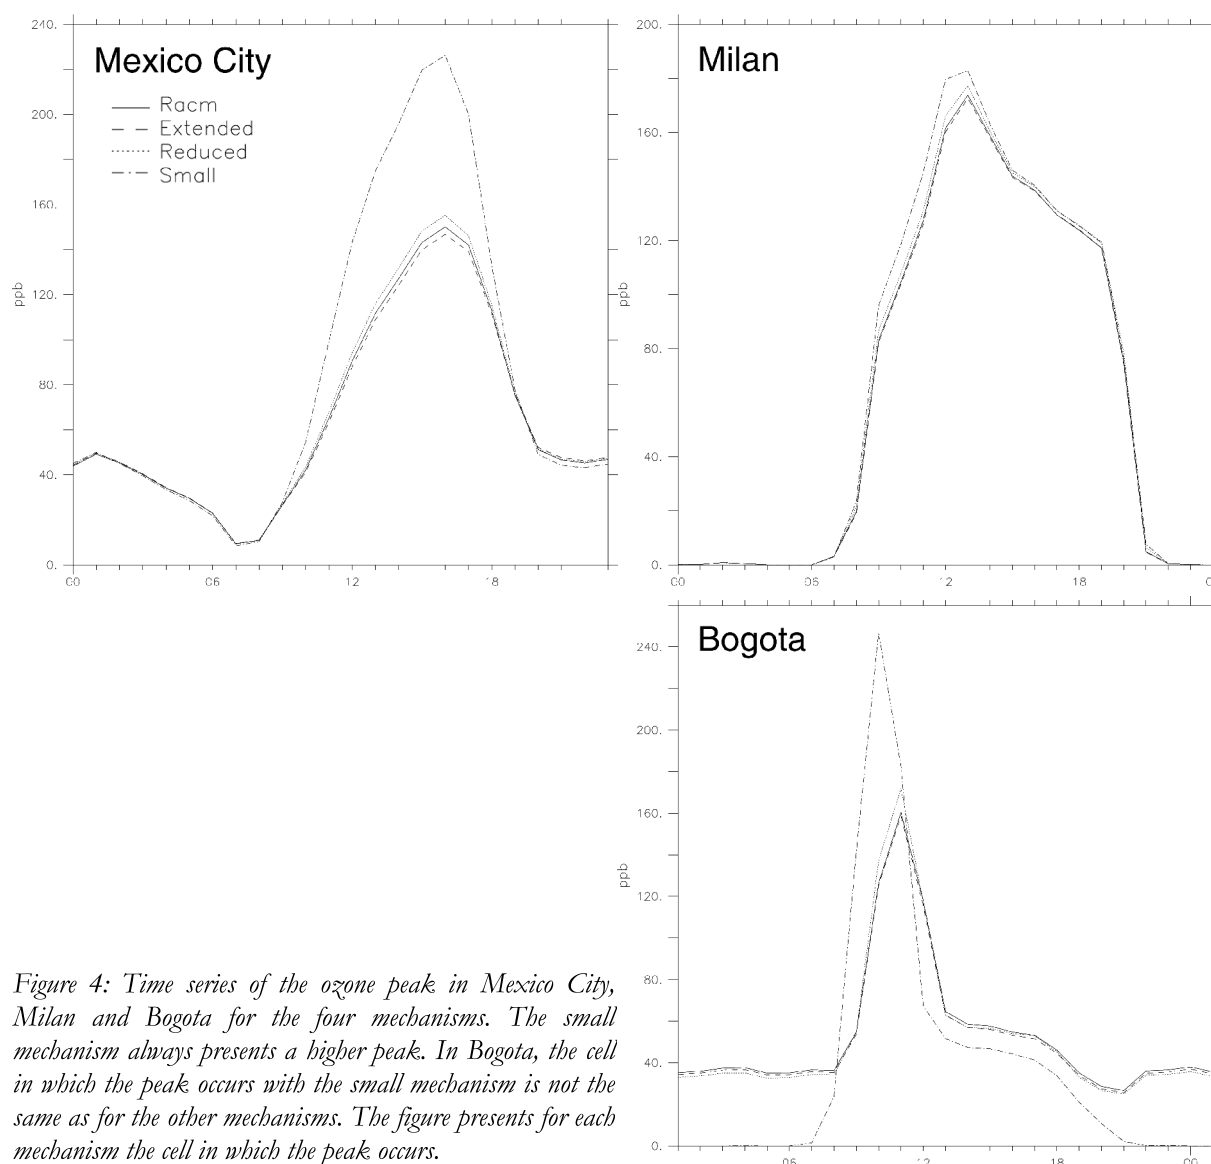 Mexico City
Racm
Extended
Reduced
Small
240.
200.
160.
120.
80.
40.
0.
ppb
00
06
12
18
Milan
200.
160.
120.
80.
40.
0.
ppb
00
06
12
18
Bogota
240.
200.
160.
120.
80.
40.
0.
ppb
06
12
18
00
Figure 4: Time series of the ozone peak in Mexico City,
Milan and Bogota for the four mechanisms. The small
mechanism always presents a higher peak. In Bogota, the cell
in which the peak occurs with the small mechanism is not the
same as for the other mechanisms. The figure presents for each
mechanism the cell in which the peak occurs.